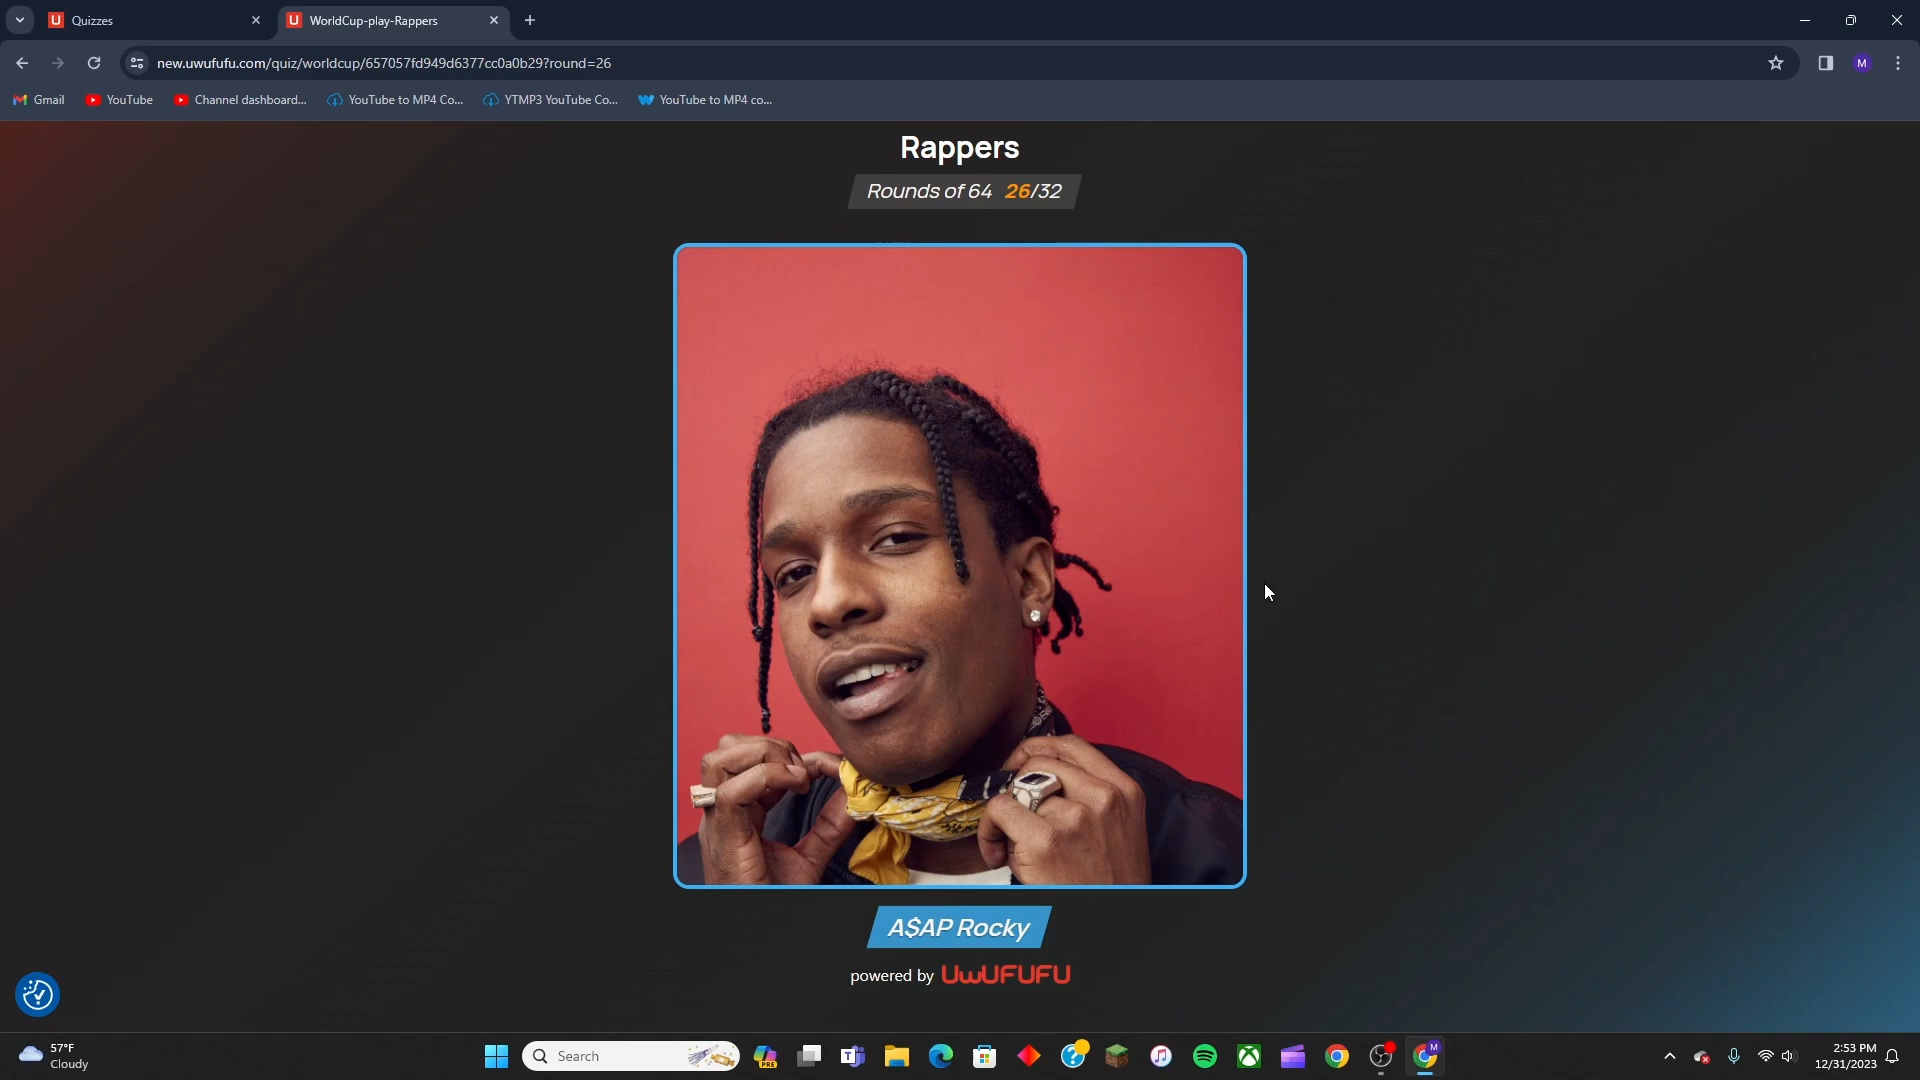 Quizzes
WorldCup-play-Rappers
new.uwufufu.com/quiz/worldcup/657057fd949d6377cc0a0b29?round=26
M
Gmail
YouTube
Channel dashboard...
YouTube to MP4 Co...
YTMP3 YouTube Co...
YouTube to MP4 co...
Rappers
Rounds of 64 26/32
A$AP Rocky
powered by UwUFUFU
57°F
Cloudy
Search
PRE
M
2:53 PM
12/31/2023